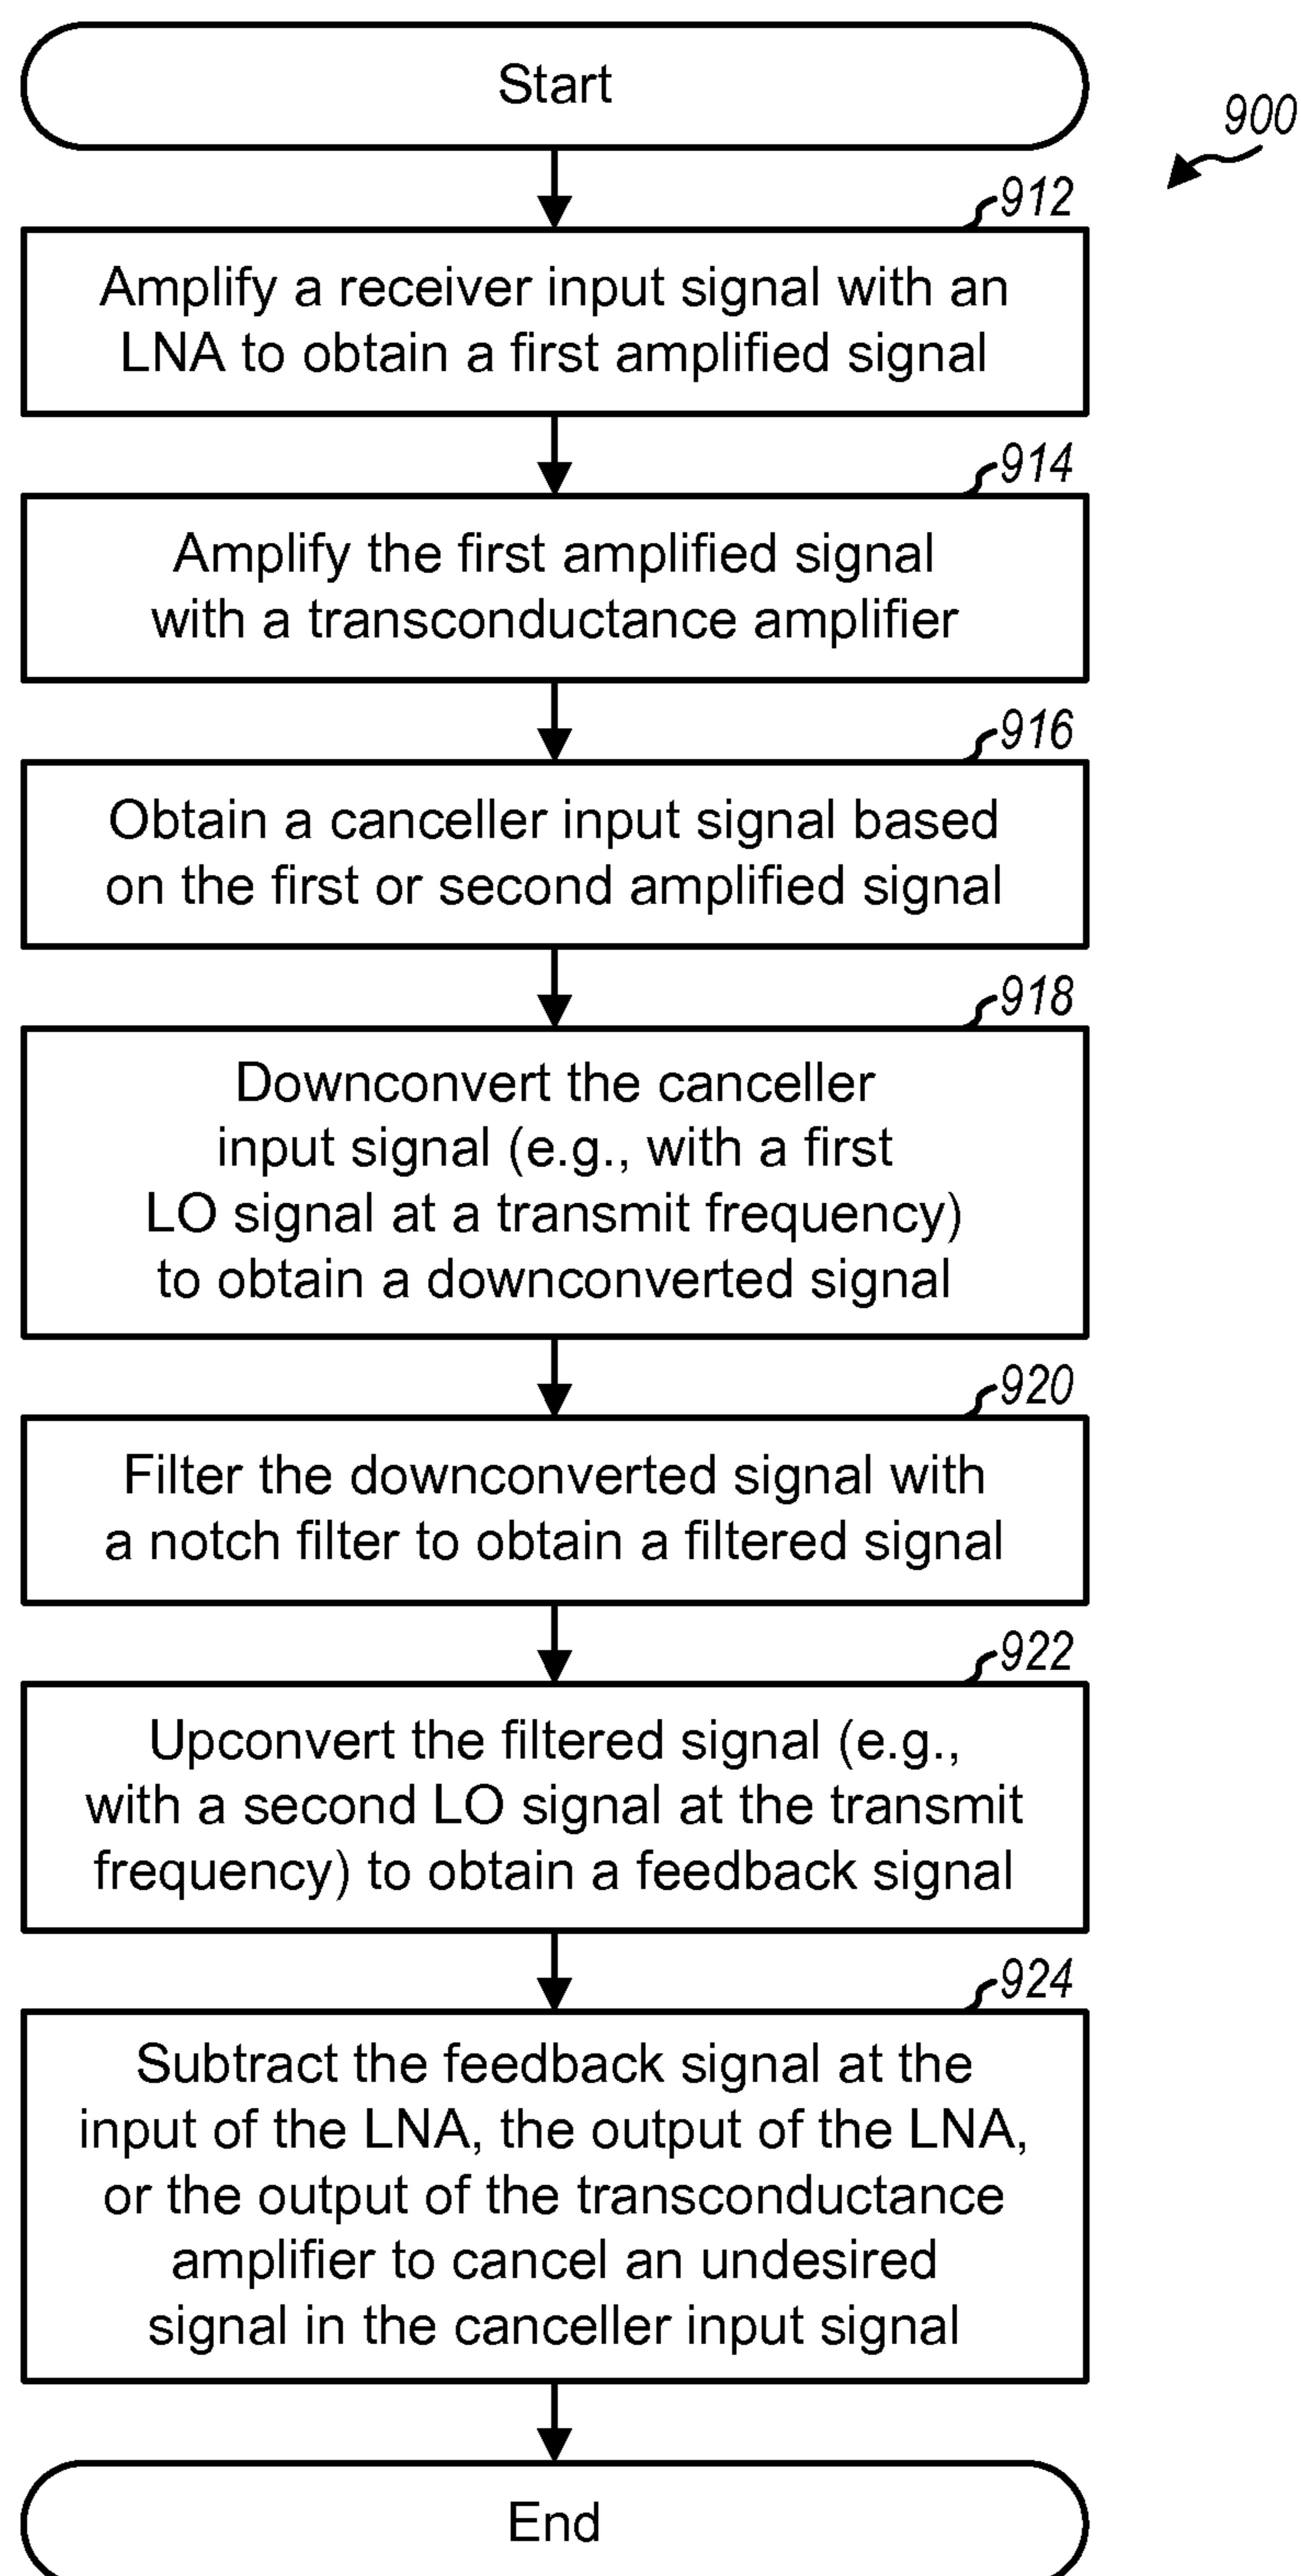 Start
900
912
Amplify a receiver input signal with an
LNA to obtain a first amplified signal
914
Amplify the first amplified signal
with a transconductance amplifier
916
Obtain a canceller input signal based
on the first or second amplified signal
918
Downconvert the canceller
input signal (e.g., with a first
LO signal at a transmit frequency)
to obtain a downconverted signal
920
Filter the downconverted signal with
a notch filter to obtain a filtered signal
922
Upconvert the filtered signal (e.g.,
with a second LO signal at the transmit
frequency) to obtain a feedback signal
924
Subtract the feedback signal at the
input of the LNA, the output of the LNA,
or the output of the transconductance
amplifier to cancel an undesired
signal in the canceller input signal
End